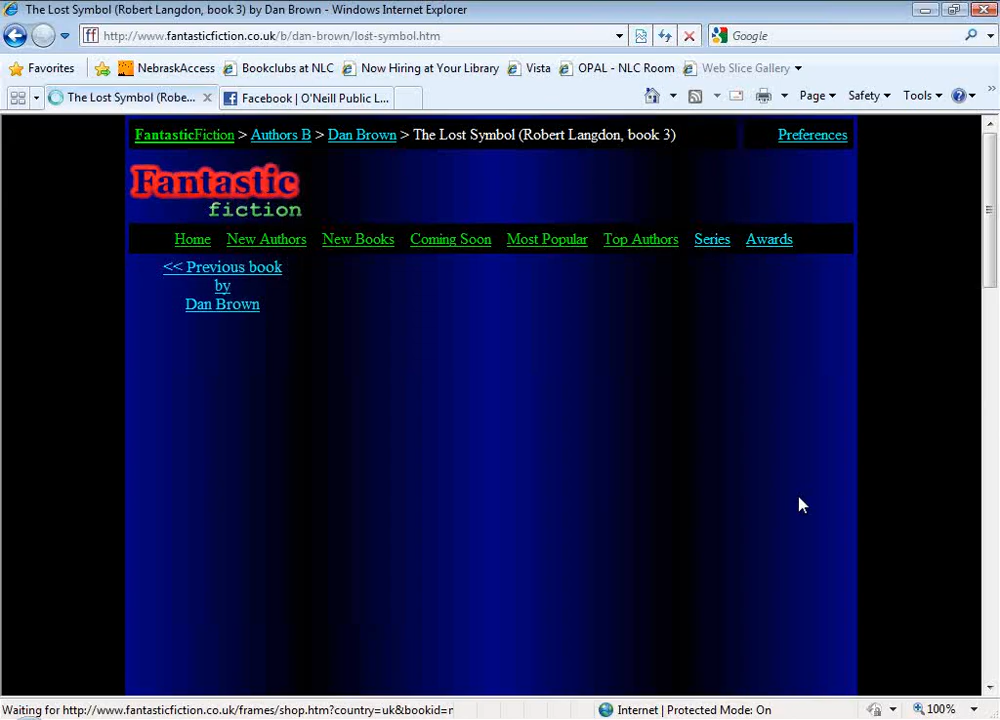 The Lost Symbol (Robert Langdon, book 3) by Dan Brown - Windows Internet Explorer
http://www.fantasticfiction.co.uk/b/dan-brown/lost-symbol.htm
Google
Favorites NebraskAccess Bookclubs at NLC Now Hiring at Your Library Vista OPAL - NLC Room Web Slice Gallery
The Lost Symbol (Robe... Facebook | O'Neill Public L... Page Safety Tools
FantasticFiction > Authors B > Dan Brown > The Lost Symbol (Robert Langdon, book 3) Preferences
Fantastic
fiction
Home New Authors New Books Coming Soon Most Popular Top Authors Series Awards
<< Previous book
by
Dan Brown
Waiting for http://www.fantasticfiction.co.uk/frames/shop.htm?country=uk&bookid=r Internet | Protected Mode: On 100%